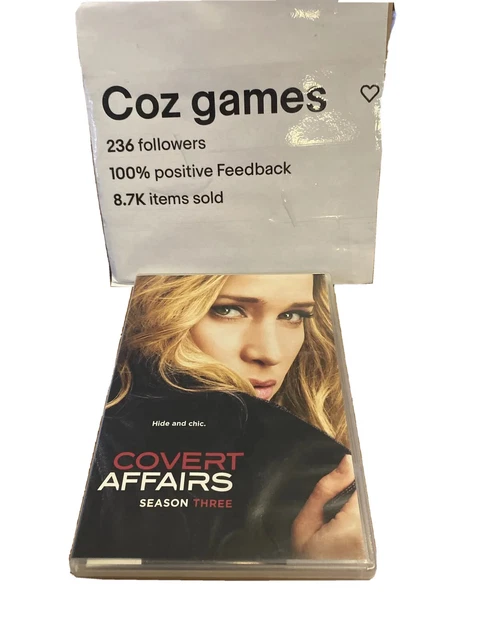 Coz games
236 followers
100% positive Feedback
8.7K items sold
Hide and chic.
COVERT
AFFAIRS
SEASON THREE